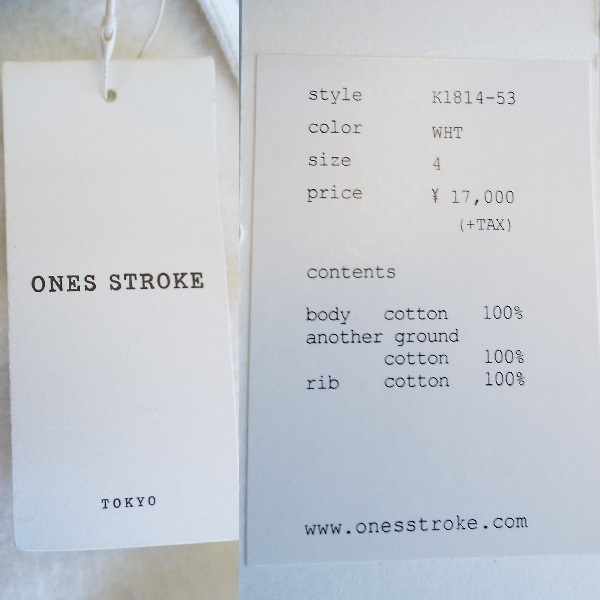 ONES STROKE
TOKYO
style K1814-53
color WHT
size 4
price ¥ 17,000
(+TAX)
contents
body cotton 100%
another ground
cotton 100%
rib cotton 100%
www.onesstroke.com